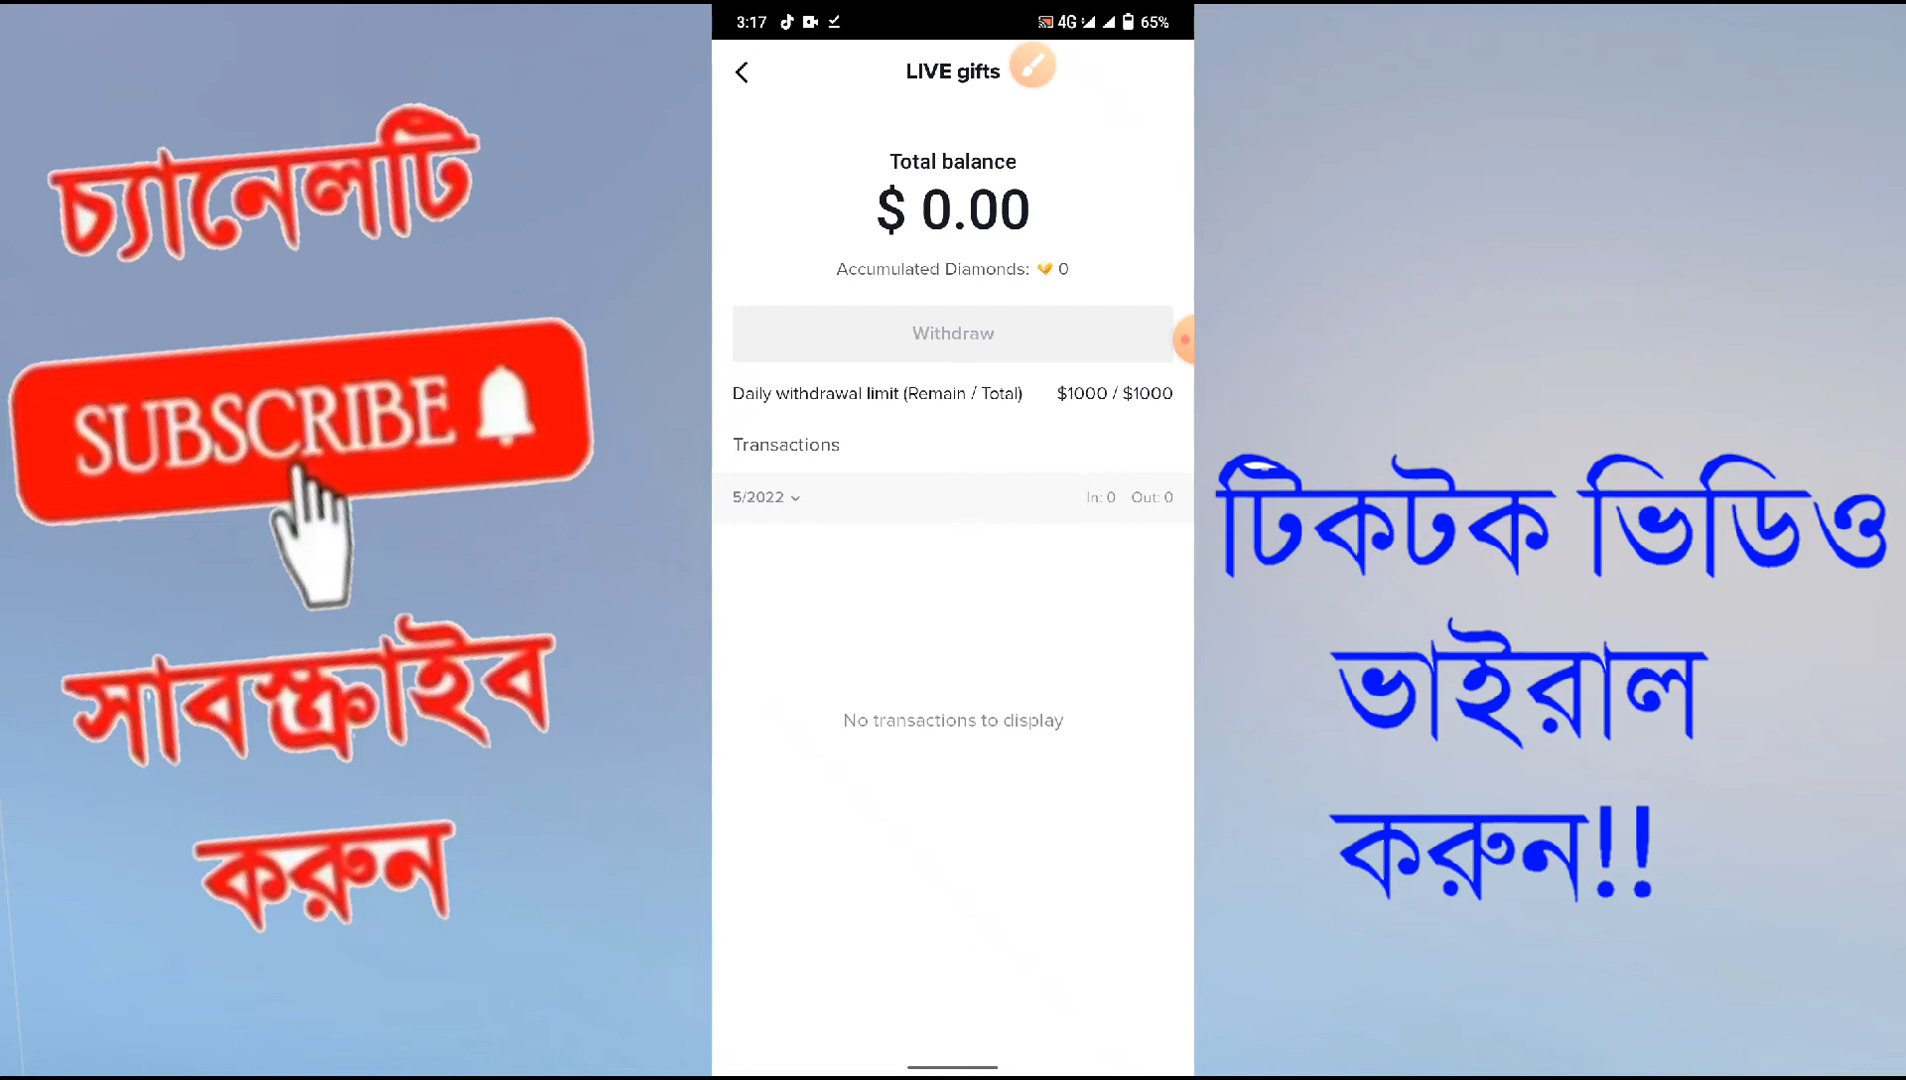 চ্যানেলটি
SUBSCRIBE
সাবস্ক্রাইব
করুন
3:17 4G 65%
LIVE gifts
Total balance
$ 0.00
Accumulated Diamonds: 0
Withdraw
Daily withdrawal limit (Remain / Total) $1000 / $1000
Transactions
5/2022 In: 0 Out: 0
No transactions to display
টিকটক ভিডিও
ভাইরাল
করুন!!